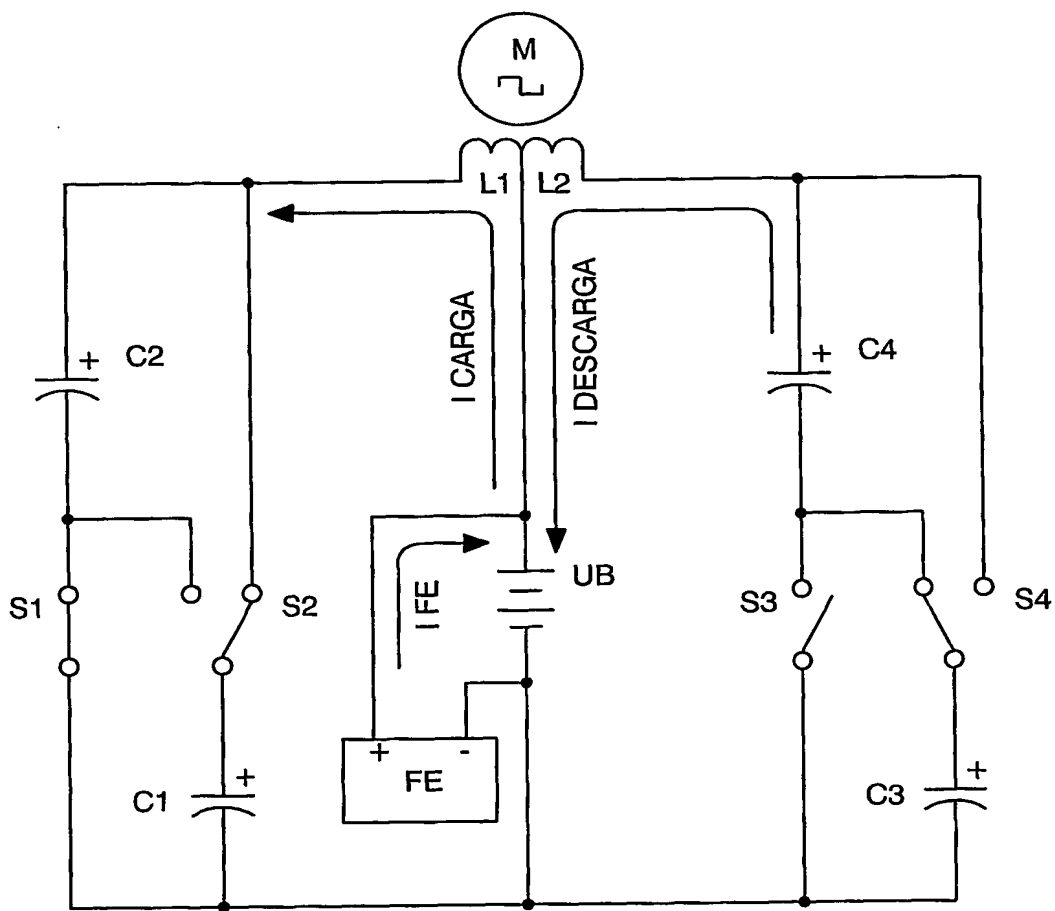 M
L1 L2
I CARGA
I DESCARGA
+ C2
+ C4
S1
S2
I FE
UB
S3
S4
+ -
FE
C1 +
C3 +